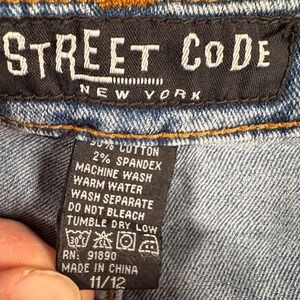 STREET CODE
NEW YORK
COTTON
2% SPANDEX
MACHINE WASH
WARM WATER
WASH SEPARATE
DO NOT BLEACH
TUMBLE DRY LOW
RN: 91890
MADE IN CHINA
11/12